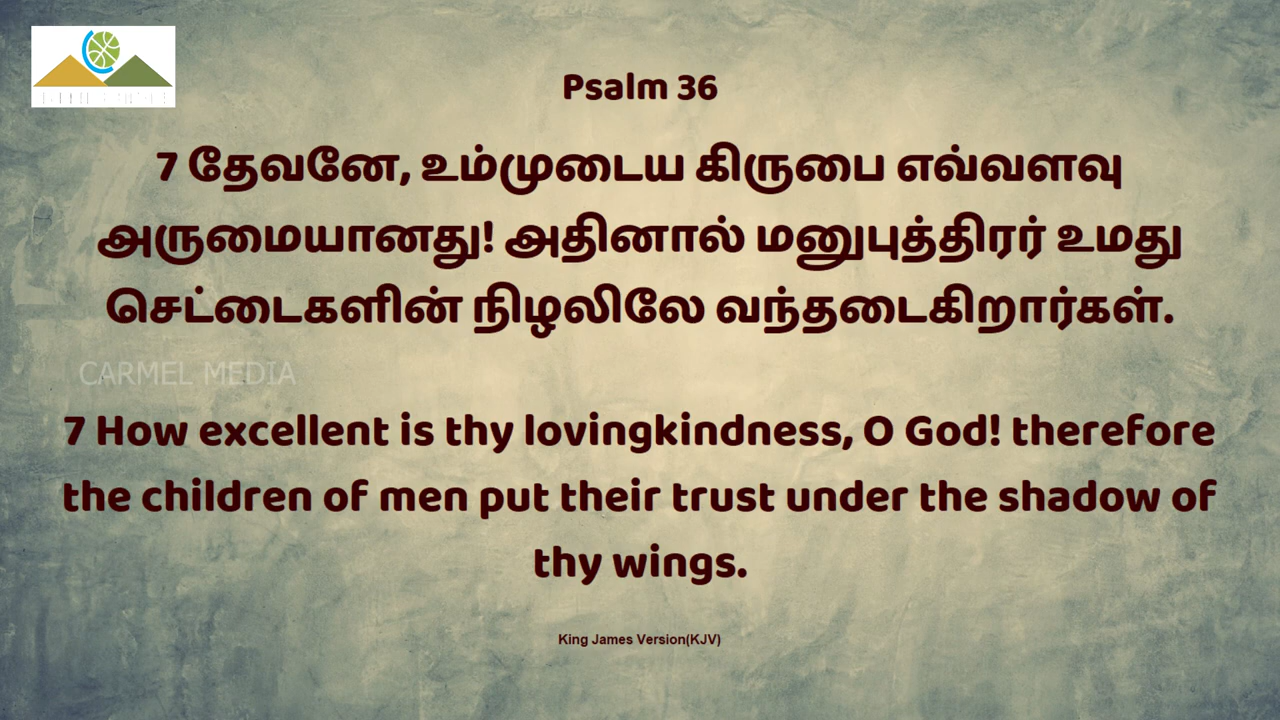 Psalm 36
7 தேவனே, உம்முடைய கிருபை எவ்வளவு
அருமையானது! அதினால் மனுபுத்திரர் உமது
செட்டைகளின் நிழலிலே வந்தடைகிறார்கள்.
CARMEL MEDIA
7 How excellent is thy lovingkindness, O God! therefore
the children of men put their trust under the shadow of
thy wings.
King James Version(KJV)